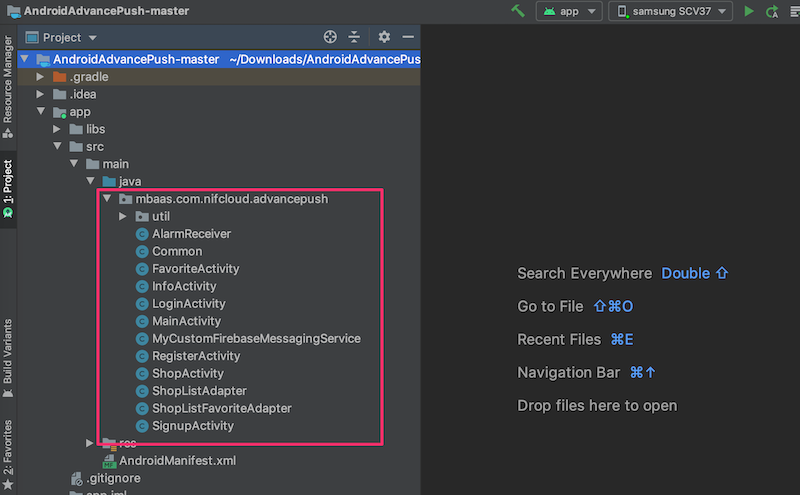 AndroidAdvancePush-master
app
samsung SCV37
Project
AndroidAdvancePush-master ~/Downloads/AndroidAdvancePus
.gradle
.idea
app
libs
src
main
java
mbaas.com.nifcloud.advancepush
util
AlarmReceiver
Common
FavoriteActivity
InfoActivity
LoginActivity
MainActivity
MyCustomFirebaseMessagingService
RegisterActivity
ShopActivity
ShopListAdapter
ShopListFavoriteAdapter
SignupActivity
res
AndroidManifest.xml
.gitignore
app.iml
Resource Manager
1: Project
Build Variants
2: Favorites
Search Everywhere Double ⇧
Go to File ⇧⌘O
Recent Files ⌘E
Navigation Bar ⌘↑
Drop files here to open